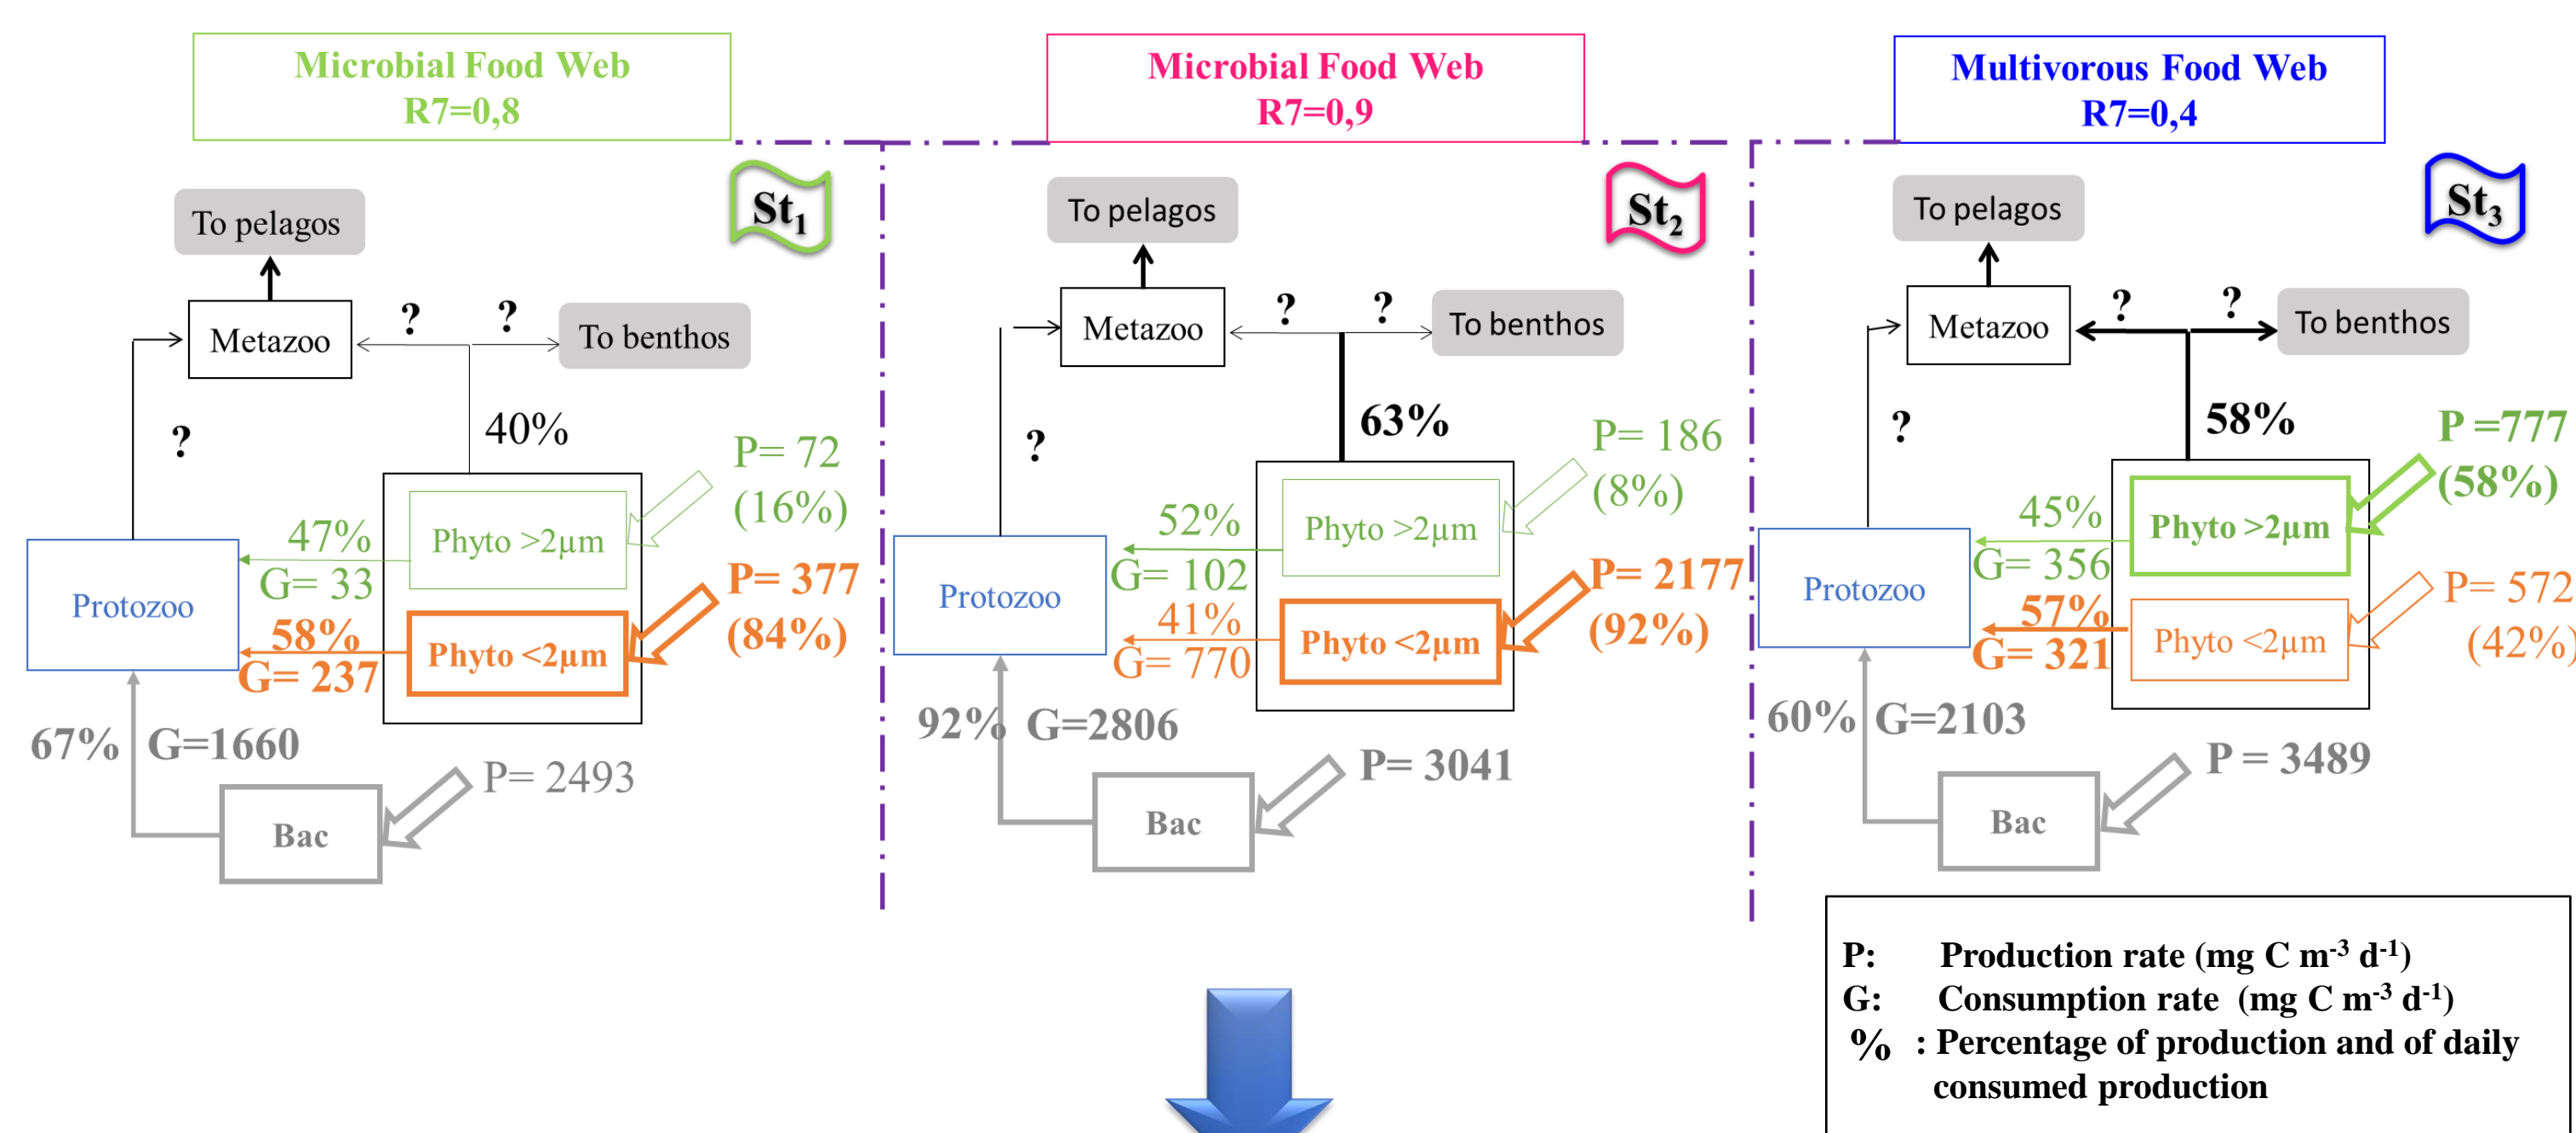 Microbial Food Web
R7=0,8
St1
To pelagos
Metazoo
?
?
To benthos
?
40%
P= 72
(16%)
47%
G= 33
Phyto >2µm
Protozoo
58%
G= 237
Phyto <2µm
P= 377
(84%)
67%
G=1660
P= 2493
Bac
Microbial Food Web
R7=0,9
St2
To pelagos
Metazoo
?
?
To benthos
?
63%
P= 186
(8%)
52%
G= 102
Phyto >2µm
Protozoo
41%
G= 770
Phyto <2µm
P= 2177
(92%)
92%
G=2806
P= 3041
Bac
Multivorous Food Web
R7=0,4
St3
To pelagos
Metazoo
?
?
To benthos
?
58%
P =777
(58%)
45%
G= 356
Phyto >2µm
Protozoo
57%
G= 321
Phyto <2µm
P= 572
(42%)
60%
G=2103
P = 3489
Bac
P: Production rate (mg C m-3 d-1)
G: Consumption rate (mg C m-3 d-1)
% : Percentage of production and of daily
consumed production